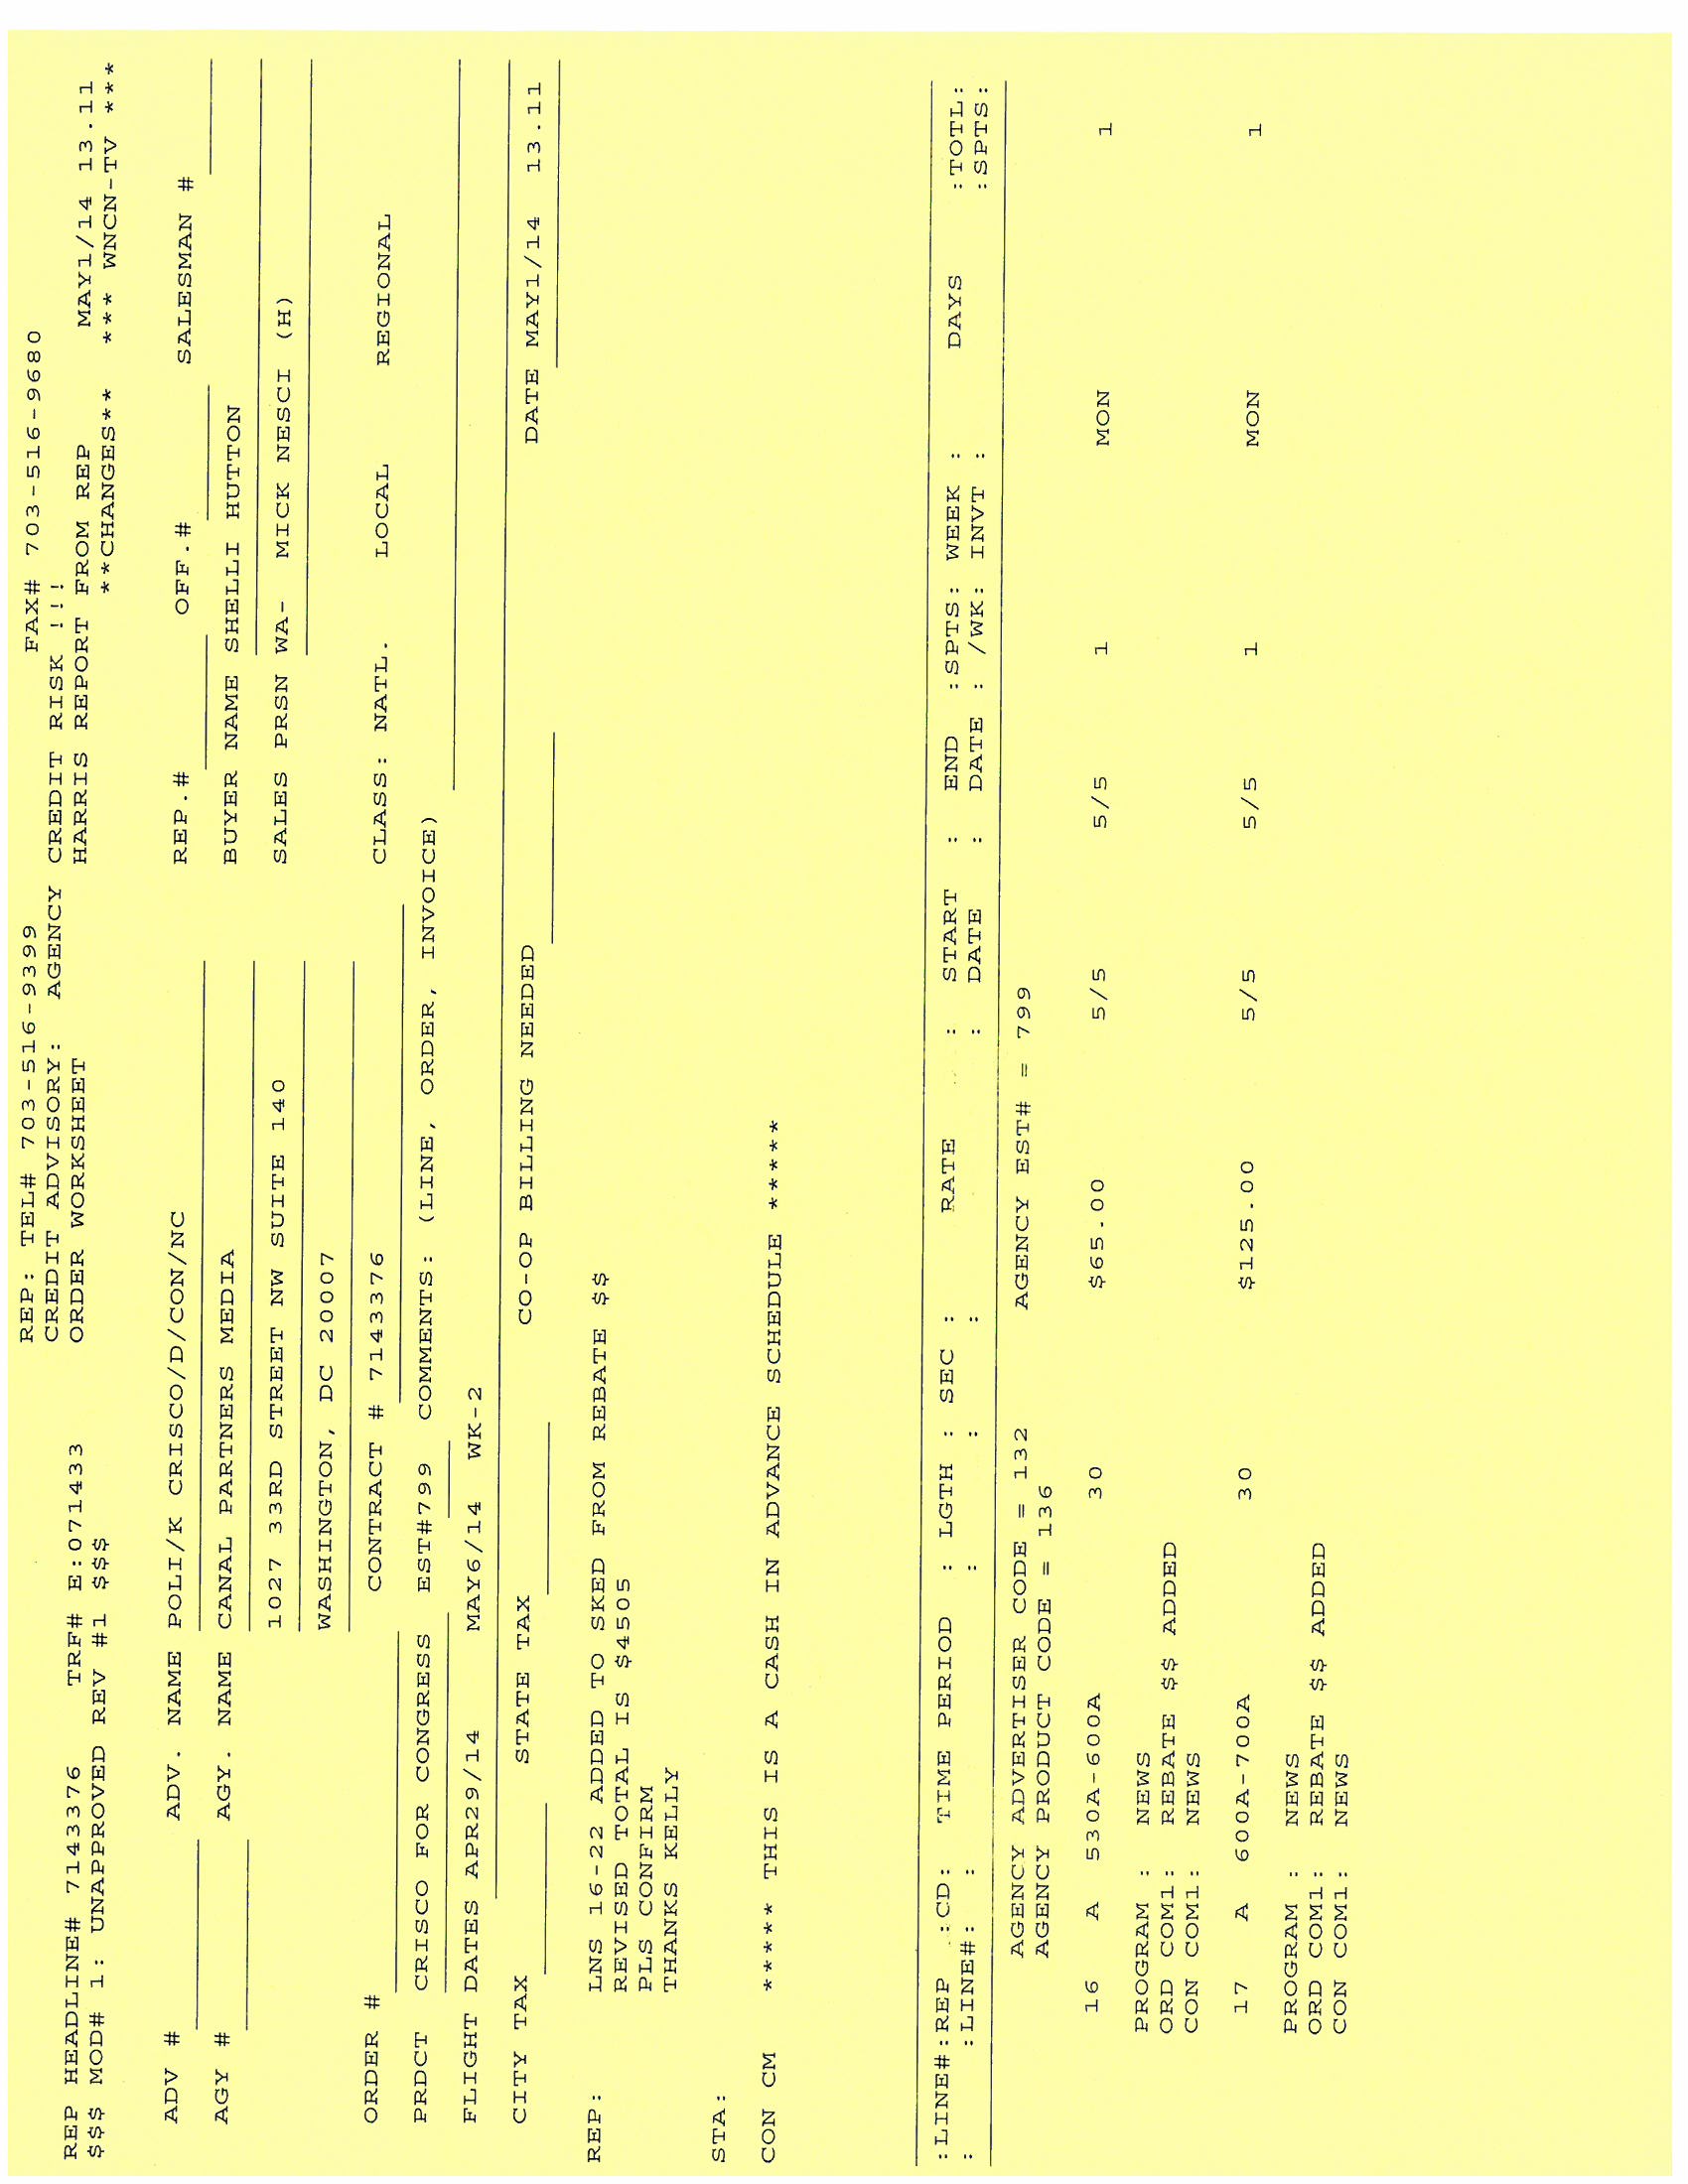 REP: TEL# 703-516-9399 FAX# 703-516-9680
CREDIT ADVISORY: AGENCY CREDIT RISK !!!
REP HEADLINE# 7143376 TRF# E:071433 ORDER WORKSHEET HARRIS REPORT FROM REP MAY1/14 13.11
$$$ MOD# 1: UNAPPROVED REV #1 $$$ **CHANGES** *** WNCN-TV ***
ADV # ADV. NAME POLI/K CRISCO/D/CON/NC REP.# OFF.# SALESMAN #
AGY # AGY. NAME CANAL PARTNERS MEDIA BUYER NAME SHELLI HUTTON
1027 33RD STREET NW SUITE 140 SALES PRSN WA- MICK NESCI (H)
WASHINGTON, DC 20007
ORDER # CONTRACT # 7143376 CLASS: NATL. LOCAL REGIONAL
PRDCT CRISCO FOR CONGRESS EST#799 COMMENTS: (LINE, ORDER, INVOICE)
FLIGHT DATES APR29/14 MAY6/14 WK-2
CITY TAX STATE TAX CO-OP BILLING NEEDED DATE MAY1/14 13.11
REP: LNS 16-22 ADDED TO SKED FROM REBATE $$
REVISED TOTAL IS $4505
PLS CONFIRM
THANKS KELLY
STA:
CON CM ***** THIS IS A CASH IN ADVANCE SCHEDULE *****
:LINE#:REP :CD: TIME PERIOD : LGTH : SEC : RATE : START : END :SPTS: WEEK : DAYS :TOTL:
: :LINE#: : : : : : DATE : DATE : /WK: INVT : :SPTS:
AGENCY ADVERTISER CODE = 132 AGENCY EST# = 799
AGENCY PRODUCT CODE = 136
16 A 530A-600A 30 $65.00 5/5 5/5 1 MON 1
PROGRAM : NEWS
ORD COM1: REBATE $$ ADDED
CON COM1: NEWS
17 A 600A-700A 30 $125.00 5/5 5/5 1 MON 1
PROGRAM : NEWS
ORD COM1: REBATE $$ ADDED
CON COM1: NEWS